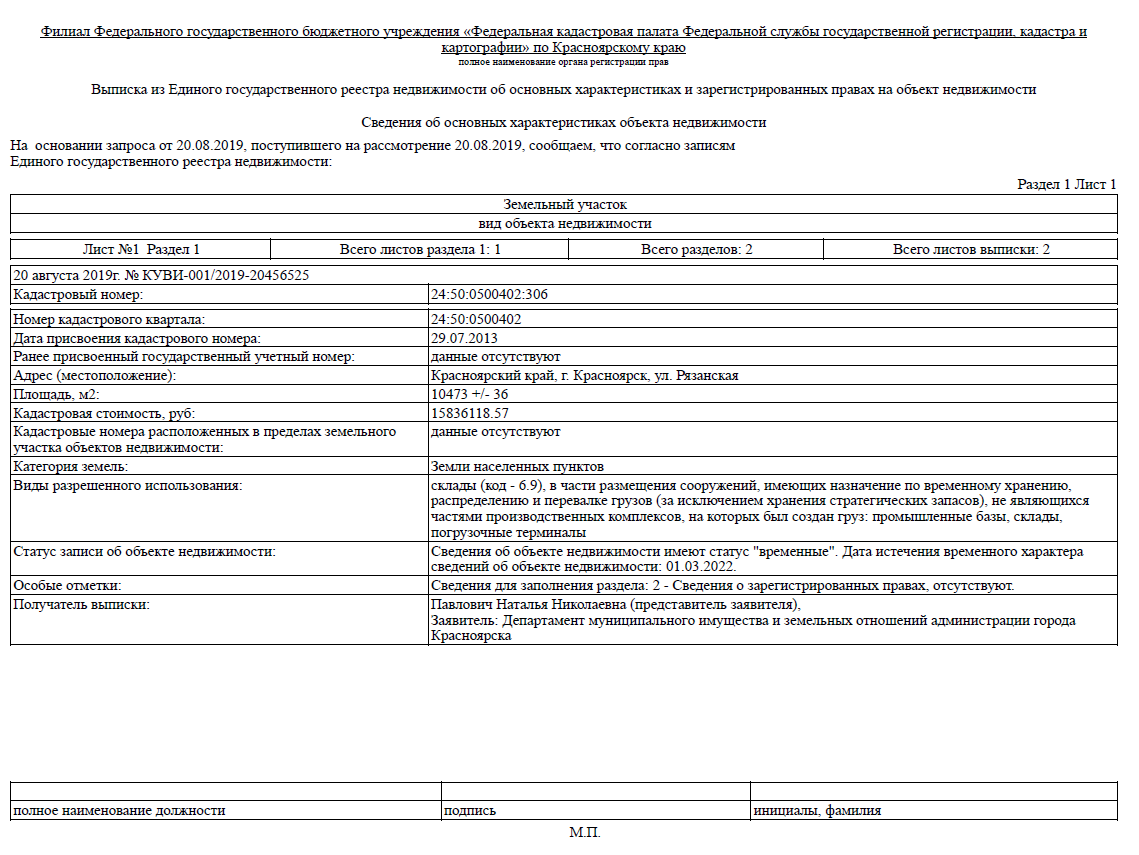 Филиал Федерального государственного бюджетного учреждения «Федеральная кадастровая палата Федеральной службы государственной регистрации, кадастра и
картографии» по Красноярскому краю
полное наименование органа регистрации прав
Выписка из Единого государственного реестра недвижимости об основных характеристиках и зарегистрированных правах на объект недвижимости
Сведения об основных характеристиках объекта недвижимости
На основании запроса от 20.08.2019, поступившего на рассмотрение 20.08.2019, сообщаем, что согласно записям
Единого государственного реестра недвижимости:
Раздел 1 Лист 1
Земельный участок
вид объекта недвижимости
Лист №1 Раздел 1 Всего листов раздела 1: 1 Всего разделов: 2 Всего листов выписки: 2
20 августа 2019г. № КУВИ-001/2019-20456525
Кадастровый номер: 24:50:0500402:306
Номер кадастрового квартала: 24:50:0500402
Дата присвоения кадастрового номера: 29.07.2013
Ранее присвоенный государственный учетный номер: данные отсутствуют
Адрес (местоположение): Красноярский край, г. Красноярск, ул. Рязанская
Площадь, м2: 10473 +/- 36
Кадастровая стоимость, руб: 15836118.57
Кадастровые номера расположенных в пределах земельного данные отсутствуют
участка объектов недвижимости:
Категория земель: Земли населенных пунктов
Виды разрешенного использования: склады (код - 6.9), в части размещения сооружений, имеющих назначение по временному хранению,
распределению и перевалке грузов (за исключением хранения стратегических запасов), не являющихся
частями производственных комплексов, на которых был создан груз: промышленные базы, склады,
погрузочные терминалы
Статус записи об объекте недвижимости: Сведения об объекте недвижимости имеют статус "временные". Дата истечения временного характера
сведений об объекте недвижимости: 01.03.2022.
Особые отметки: Сведения для заполнения раздела: 2 - Сведения о зарегистрированных правах, отсутствуют.
Получатель выписки: Павлович Наталья Николаевна (представитель заявителя),
Заявитель: Департамент муниципального имущества и земельных отношений администрации города
Красноярска
полное наименование должности подпись инициалы, фамилия
М.П.